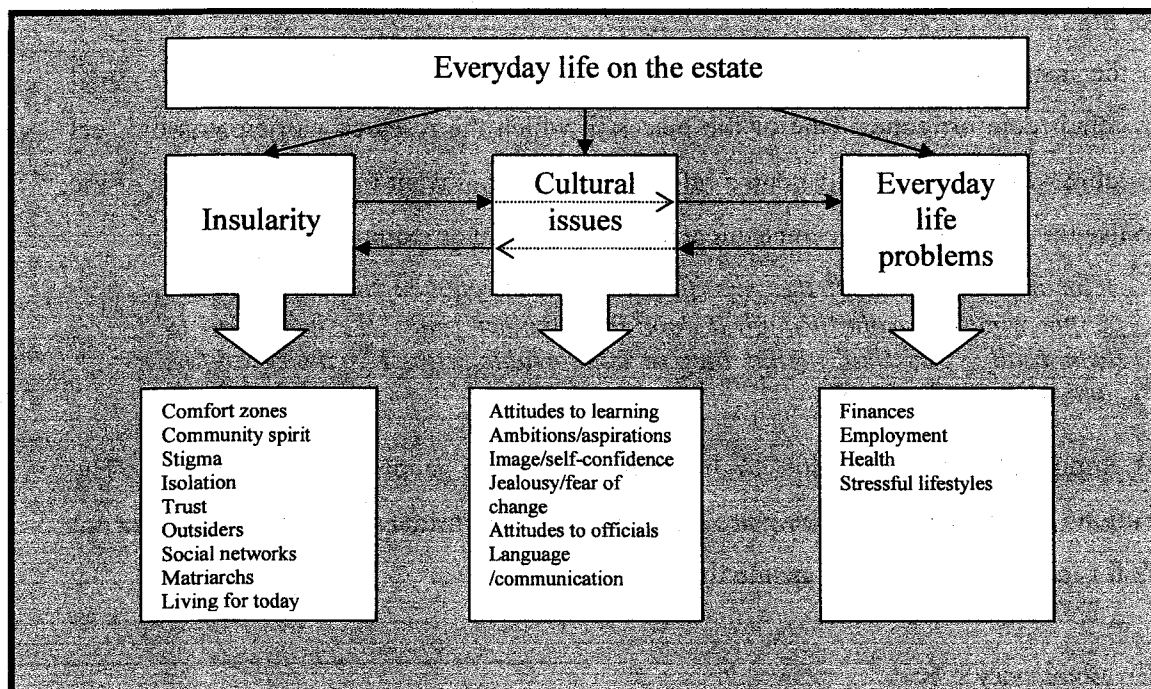 Everyday life on the estate
Insularity
Cultural
issues
Everyday
life
problems
Comfort zones
Community spirit
Stigma
Isolation
Trust
Outsiders
Social networks
Matriarchs
Living for today
Attitudes to learning
Ambitions/aspirations
Image/self-confidence
Jealousy/fear of
change
Attitudes to officials
Language
/communication
Finances
Employment
Health
Stressful lifestyles